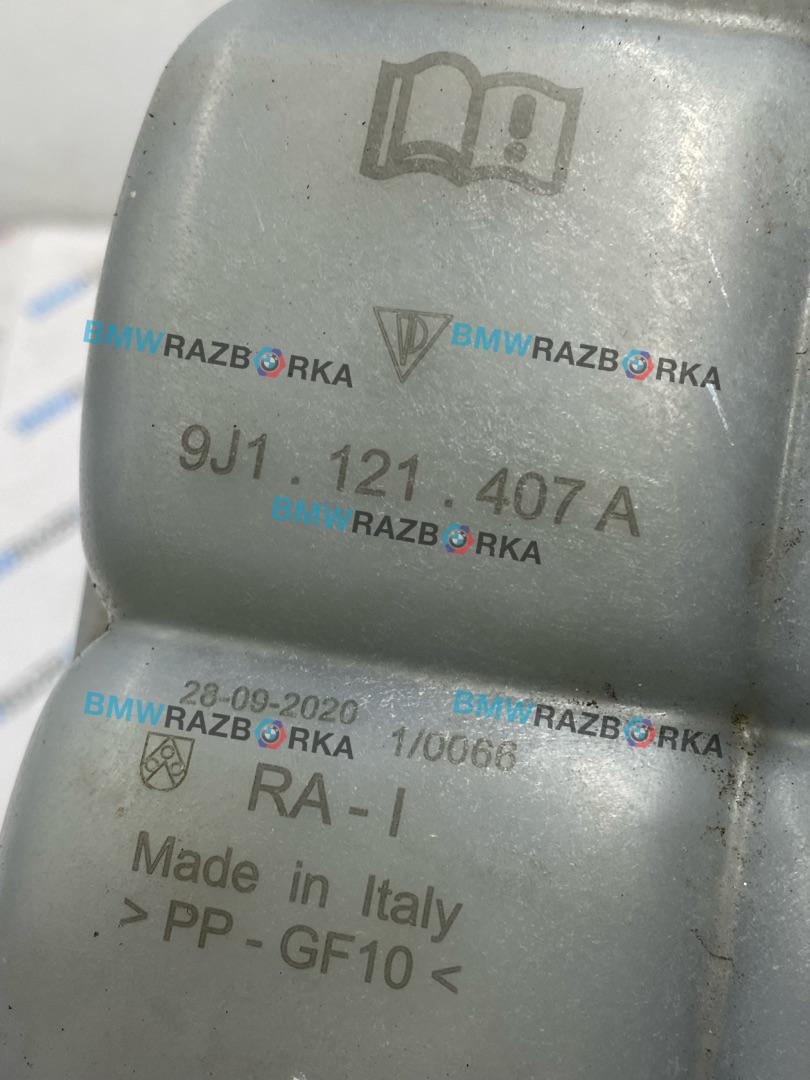 BMWRAZBORKA BMWRAZBORKA
9J1 . 121 . 407 A
BMWRAZBORKA
28-09-2020
BMWRAZBORKA BMWRAZBORKA
1/0066
RA - I
Made in Italy
> PP - GF10 <